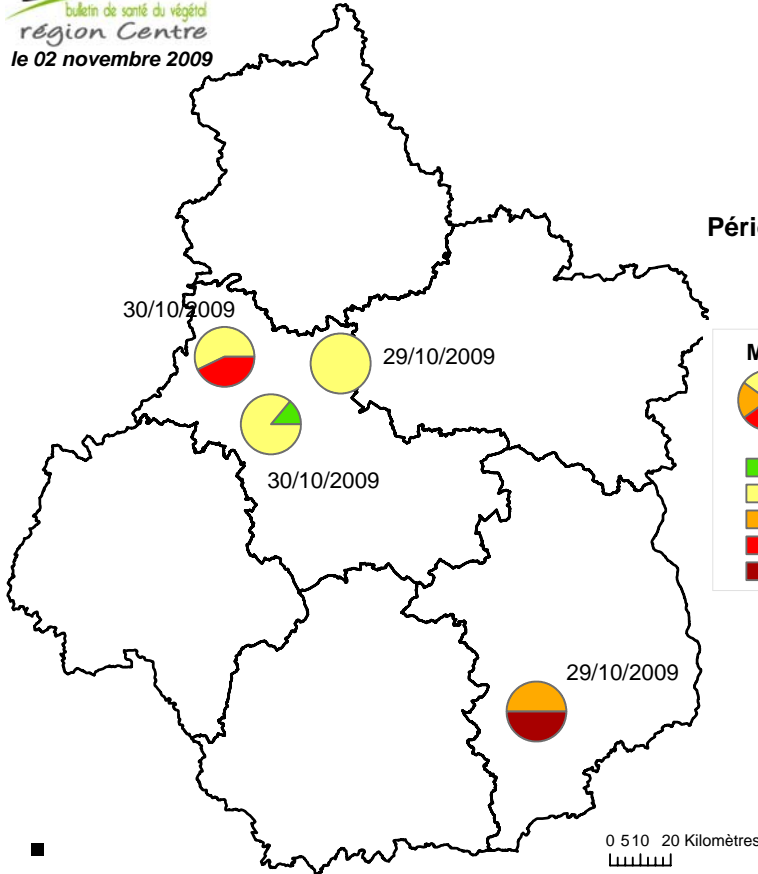 bulletin de santé du végétal
région Centre
le 02 novembre 2009
30/10/2009
29/10/2009
30/10/2009
29/10/2009
0 510 20 Kilomètres